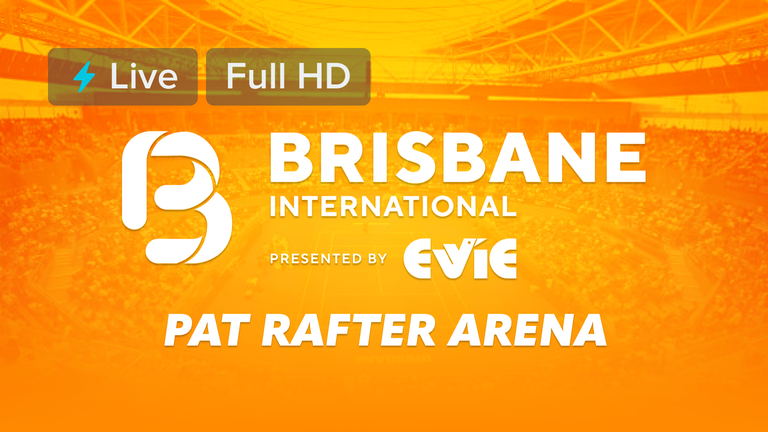 Live
Full HD
BRISBANE
INTERNATIONAL
PRESENTED BY EVIE
PAT RAFTER ARENA